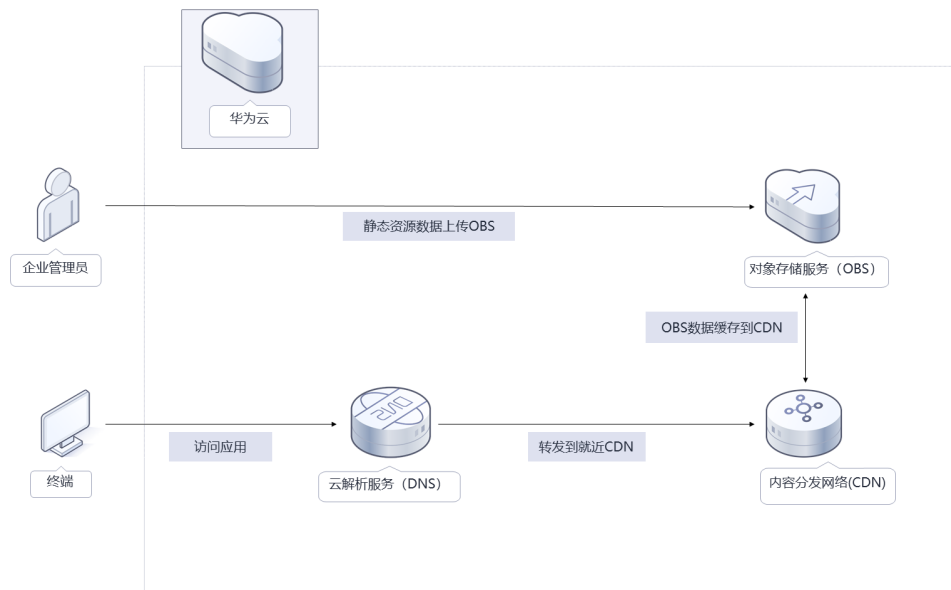 华为云
静态资源数据上传OBS
企业管理员
对象存储服务（OBS）
OBS数据缓存到CDN
DNS
访问应用
转发到就近CDN
终端
云解析服务（DNS）
内容分发网络(CDN)